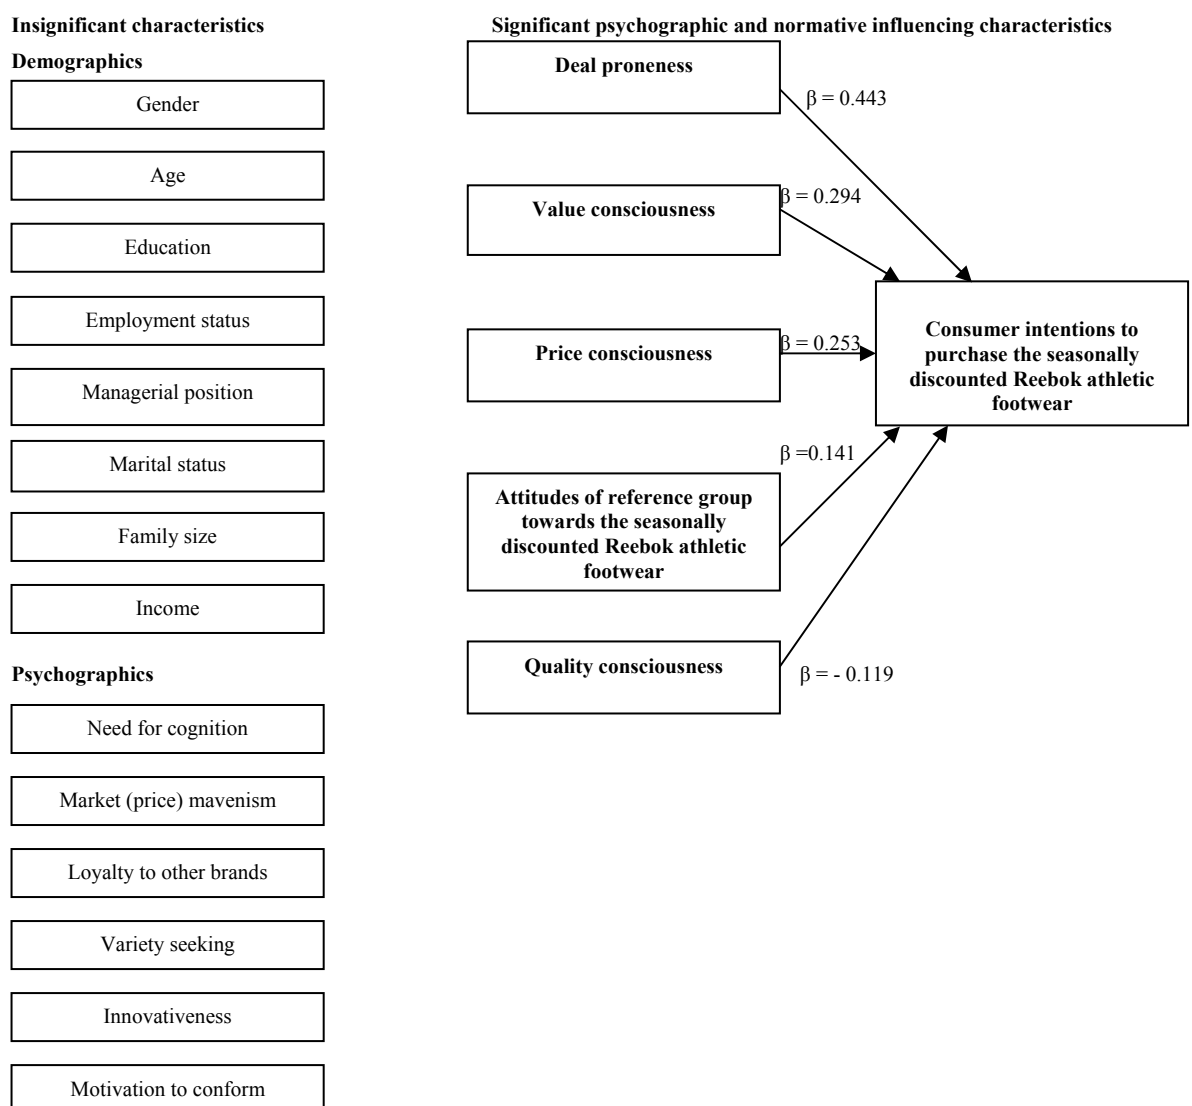 Insignificant characteristics
Demographics
Gender
Age
Education
Employment status
Managerial position
Marital status
Family size
Income
Psychographics
Need for cognition
Market (price) mavenism
Loyalty to other brands
Variety seeking
Innovativeness
Motivation to conform
Significant psychographic and normative influencing characteristics
Deal proneness
β = 0.443
Value consciousness
β = 0.294
Price consciousness
β = 0.253
Attitudes of reference group
towards the seasonally
discounted Reebok athletic
footwear
β =0.141
Quality consciousness
β = - 0.119
Consumer intentions to
purchase the seasonally
discounted Reebok athletic
footwear